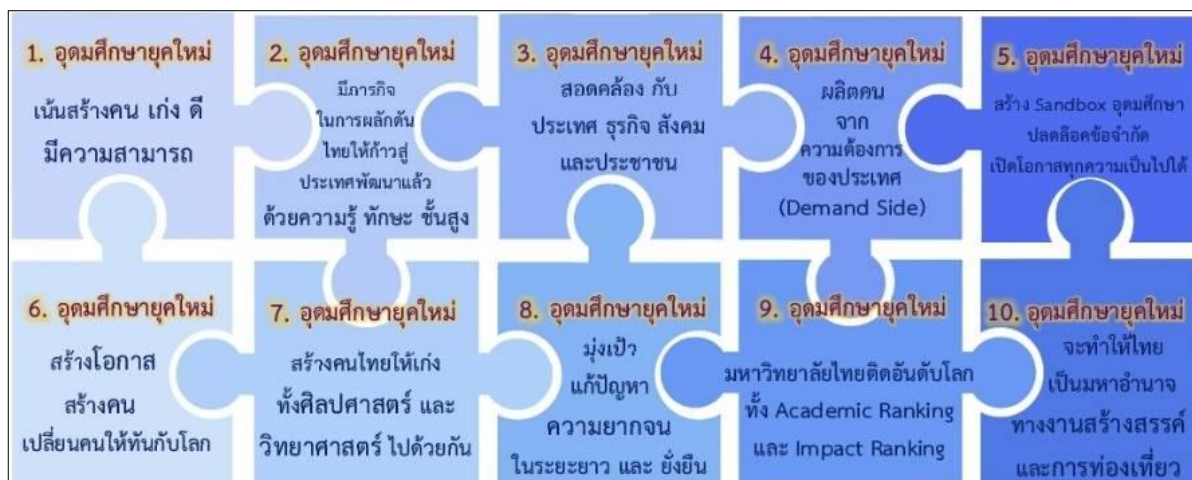 1. อุดมศึกษายุคใหม่
เน้นสร้างคน เก่ง ดี
มีความสามารถ
2. อุดมศึกษายุคใหม่
มีภารกิจ
ในการผลักดัน
ไทยให้ก้าวสู่
ประเทศพัฒนาแล้ว
ด้วยความรู้ ทักษะ ชั้นสูง
3. อุดมศึกษายุคใหม่
สอดคล้อง กับ
ประเทศ ธุรกิจ สังคม
และประชาชน
4. อุดมศึกษายุคใหม่
ผลิตคน
จาก
ความต้องการ
ของประเทศ
(Demand Side)
5. อุดมศึกษายุคใหม่
สร้าง Sandbox อุดมศึกษา
ปลดล๊อคข้อจำกัด
เปิดโอกาสทุกความเป็นไปได้
6. อุดมศึกษายุคใหม่
สร้างโอกาส
สร้างคน
เปลี่ยนคนให้ทันกับโลก
7. อุดมศึกษายุคใหม่
สร้างคนไทยให้เก่ง
ทั้งศิลปศาสตร์ และ
วิทยาศาสตร์ ไปด้วยกัน
8. อุดมศึกษายุคใหม่
มุ่งเป้า
แก้ปัญหา
ความยากจน
ในระยะยาว และ ยั่งยืน
9. อุดมศึกษายุคใหม่
มหาวิทยาลัยไทยติดอันดับโลก
ทั้ง Academic Ranking
และ Impact Ranking
10. อุดมศึกษายุคใหม่
จะทำให้ไทย
เป็นมหาอำนาจ
ทางงานสร้างสรรค์
และการท่องเที่ยว